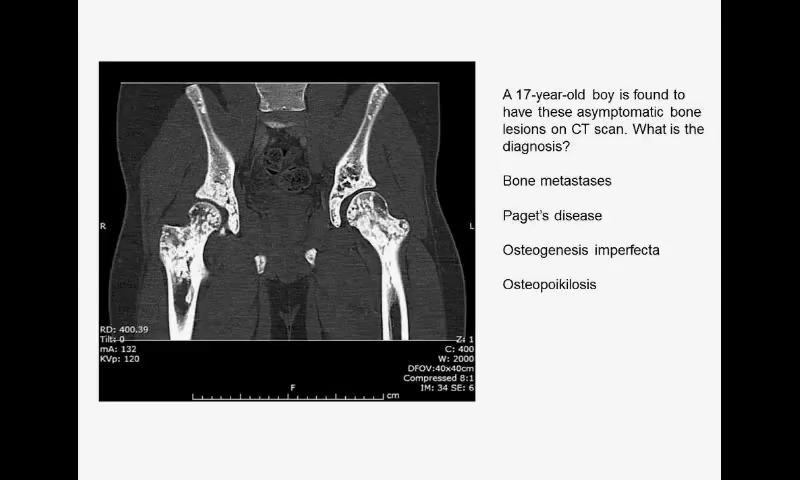 A 17-year-old boy is found to
have these asymptomatic bone
lesions on CT scan. What is the
diagnosis?
Bone metastases
Paget's disease
Osteogenesis imperfecta
Osteopoikilosis
R
L
RD: 400.39
Tilt: 0
mA: 132
KVp: 120
Z: 1
C: 400
W: 2000
DFOV:40x40cm
Compressed 8:1
IM: 34 SE: 6
F
cm